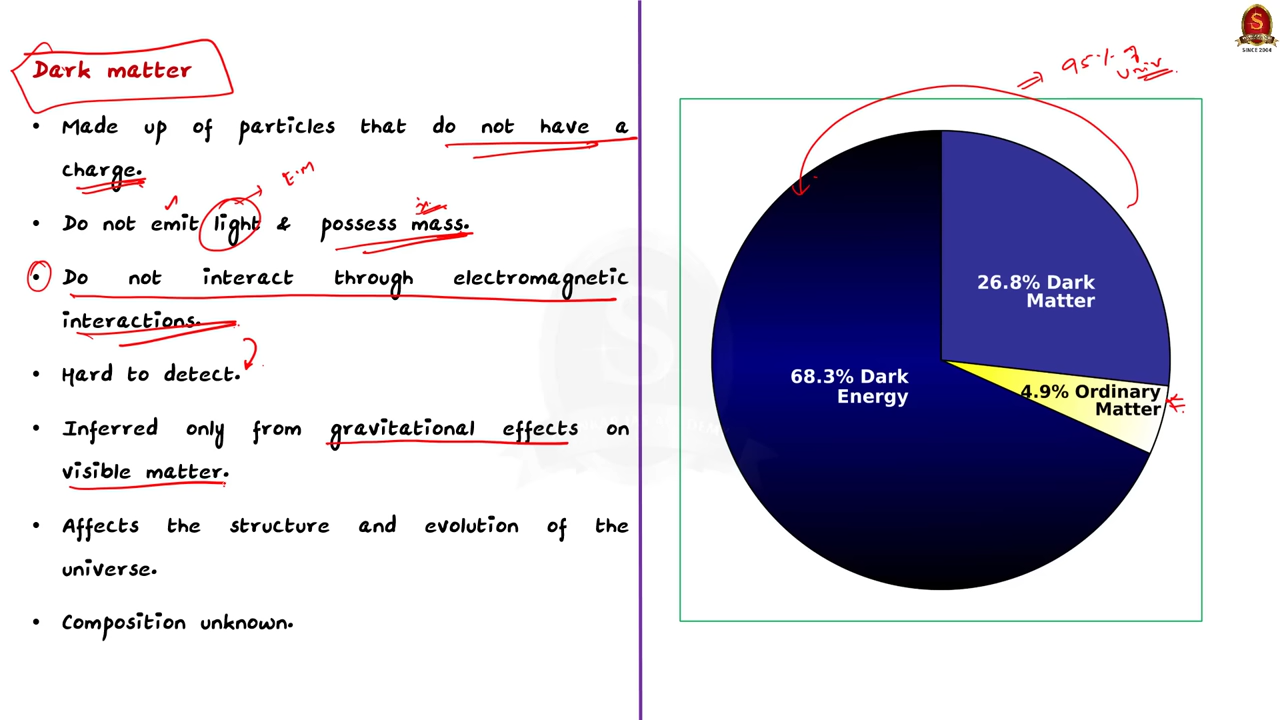 Dark matter
• Made up of particles that do not have a
charge.
E.M
• Do not emit light & possess mass.
• Do not interact through electromagnetic
interactions.
• Hard to detect.
• Inferred only from gravitational effects on
visible matter.
• Affects the structure and evolution of the
universe.
• Composition unknown.
S
SINCE 2004
95% of
univ
26.8% Dark
Matter
4.9% Ordinary
Matter
68.3% Dark
Energy